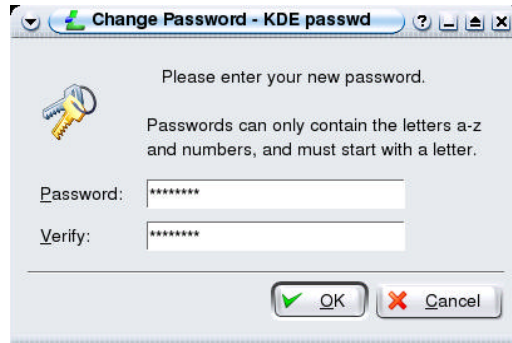 Change Password - KDE passwd
Please enter your new password.
Passwords can only contain the letters a-z
and numbers, and must start with a letter.
Password: ********
Verify: ********
OK Cancel